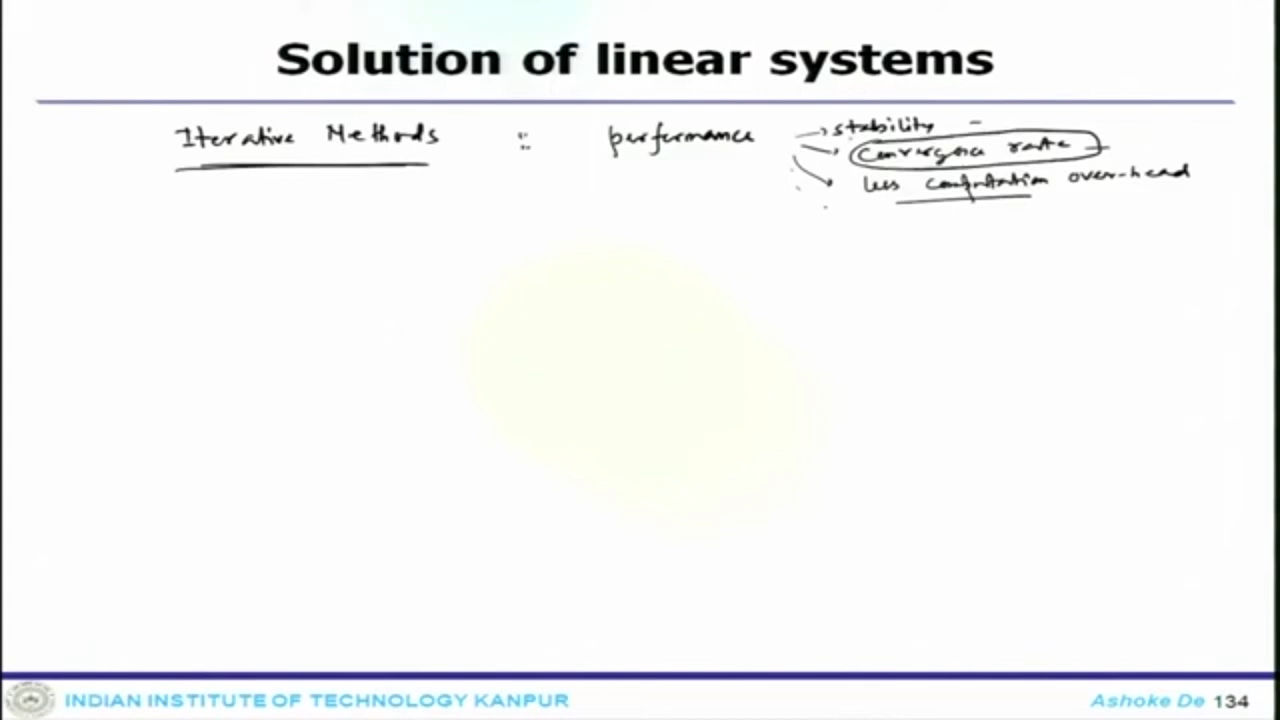 Solution of linear systems
Iterative Methods :: performance → stability -
→ Convergence rate -
→ less computation over-head
INDIAN INSTITUTE OF TECHNOLOGY KANPUR
Ashoke De 134